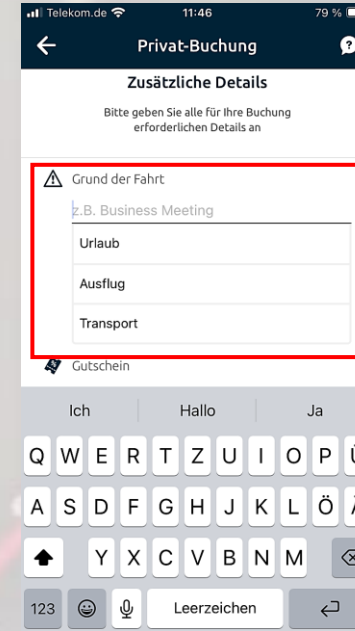 Telekom.de 11:46 79 %
Privat-Buchung ?
Zusätzliche Details
Bitte geben Sie alle für Ihre Buchung
erforderlichen Details an
Grund der Fahrt
z.B. Business Meeting
Urlaub
Ausflug
Transport
Gutschein
Ich Hallo Ja
Q W E R T Z U I O P Ü
A S D F G H J K L Ö Ä
Y X C V B N M
123 Leerzeichen